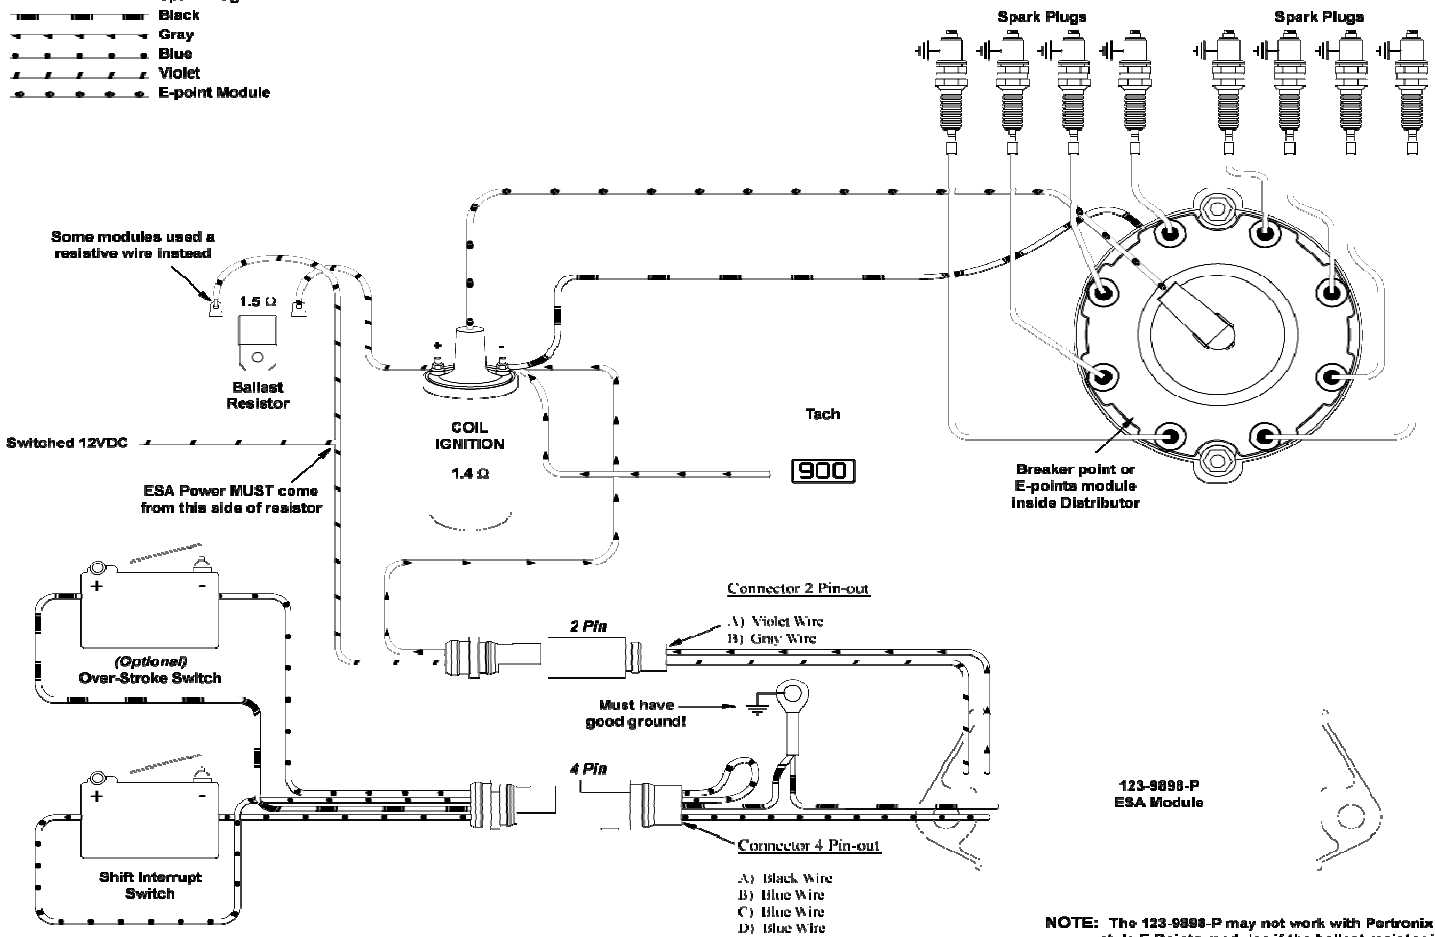 Black
Gray
Blue
Violet
E-point Module
Spark Plugs
Spark Plugs
Some modules used a
resistive wire instead
1.5 Ω
Ballast
Resistor
+
-
COIL
IGNITION
1.4 Ω
Tach
900
Switched 12VDC
ESA Power MUST come
from this side of resistor
Breaker point or
E-points module
inside Distributor
+
-
(Optional)
Over-Stroke Switch
Connector 2 Pin-out
A) Violet Wire
B) Gray Wire
2 Pin
Must have
good ground!
4 Pin
+
-
Shift Interrupt
Switch
Connector 4 Pin-out
A) Black Wire
B) Blue Wire
C) Blue Wire
D) Blue Wire
123-9898-P
ESA Module
NOTE: The 123-9898-P may not work with Pertronix